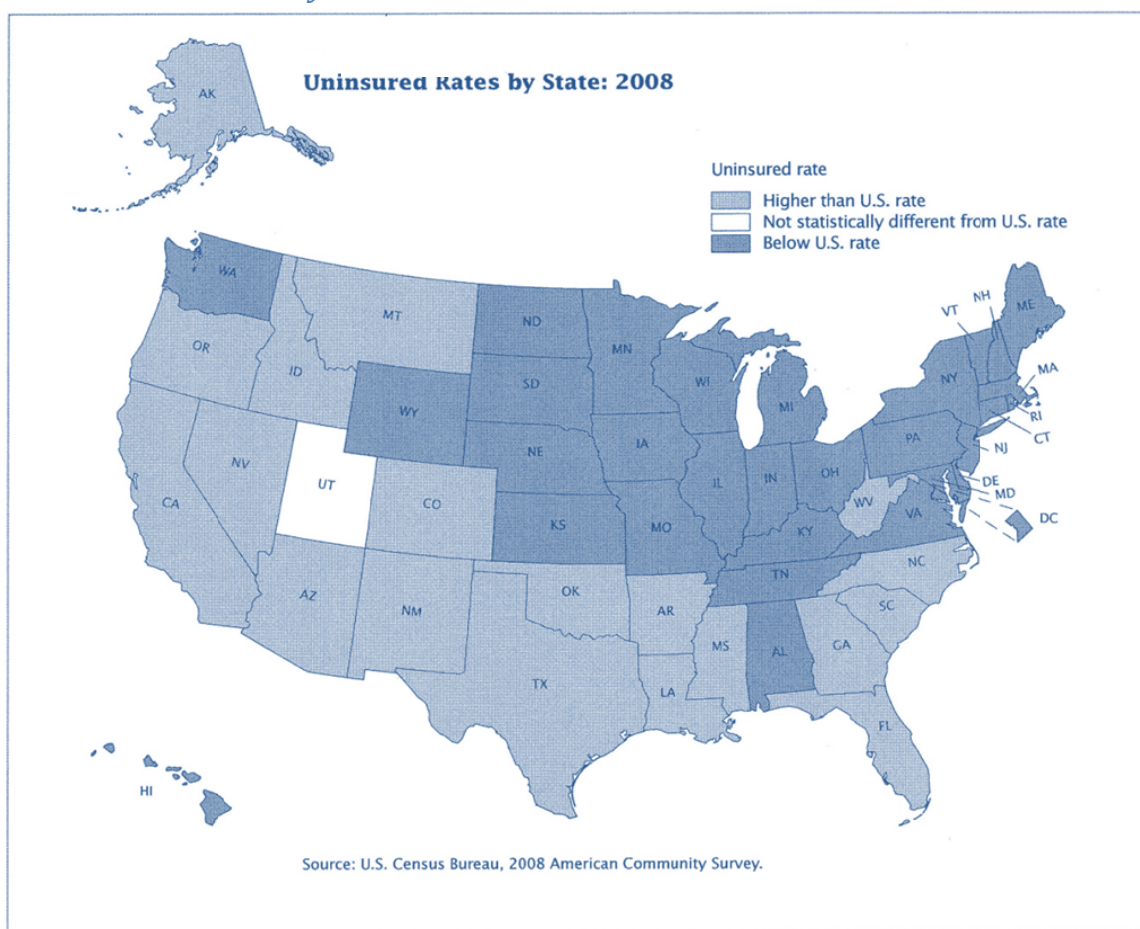 Uninsured Rates by State: 2008
AK
Uninsured rate
Higher than U.S. rate
Not statistically different from U.S. rate
Below U.S. rate
WA
MT
ND
MN
VT
NH
ME
OR
ID
SD
WI
MI
NY
MA
RI
CT
WY
IA
PA
NJ
NE
OH
NV
UT
IL
IN
DE
MD
CA
CO
WV
KS
MO
VA
DC
KY
NC
TN
AZ
NM
OK
AR
SC
MS
AL
GA
TX
LA
FL
HI
Source: U.S. Census Bureau, 2008 American Community Survey.